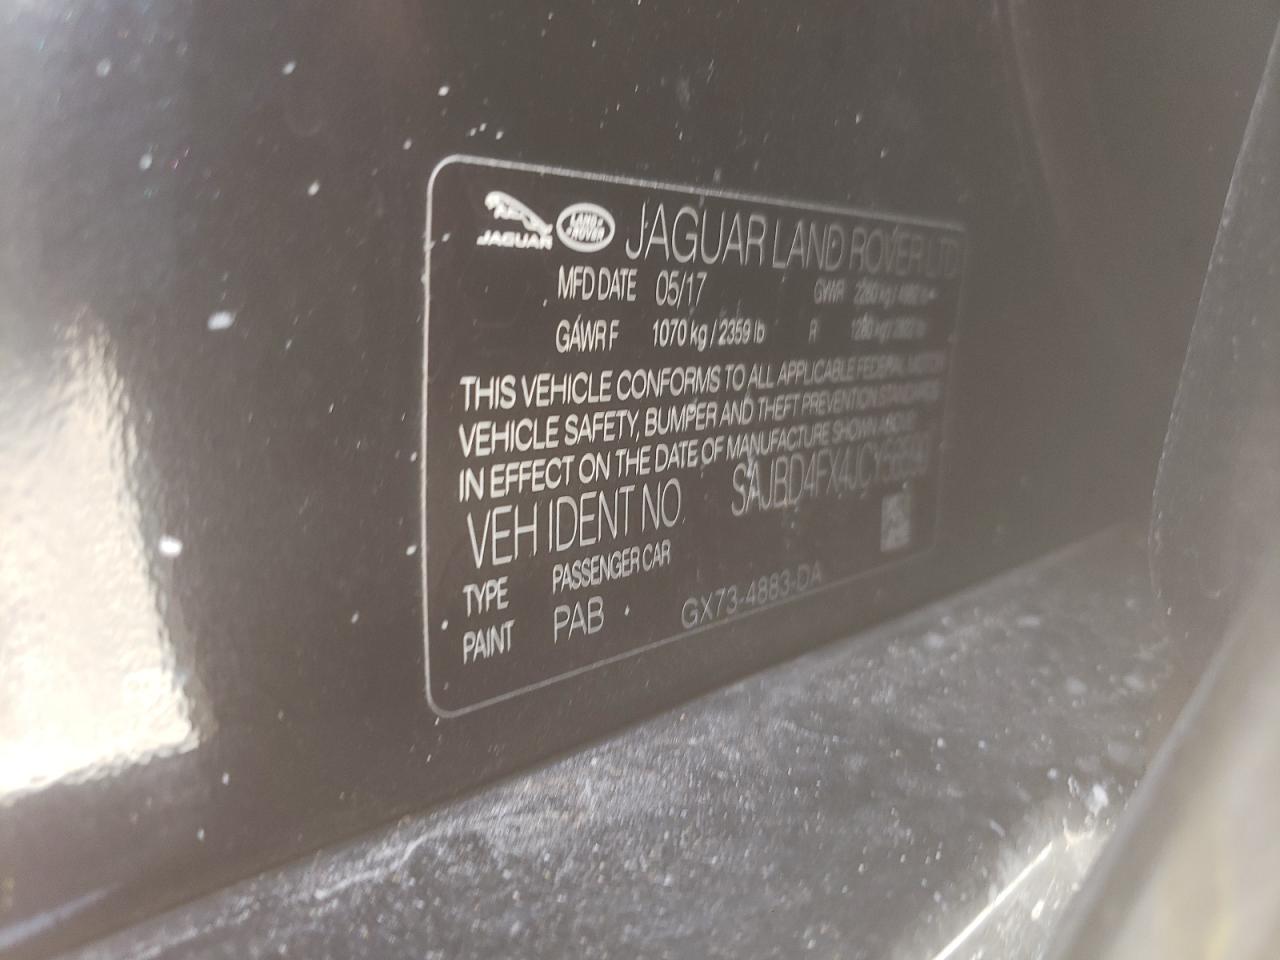 JAGUAR LAND ROVER JAGUAR LAND ROVER LTD
MFD DATE 05/17 GVWR
GAWR F 1070 kg / 2359 lb R
THIS VEHICLE CONFORMS TO ALL APPLICABLE FEDERAL MOTOR
VEHICLE SAFETY, BUMPER AND THEFT PREVENTION STANDARDS
IN EFFECT ON THE DATE OF MANUFACTURE SHOWN ABOVE
VEH IDENT NO
TYPE PASSENGER CAR
PAINT PAB GX73-4883-DA